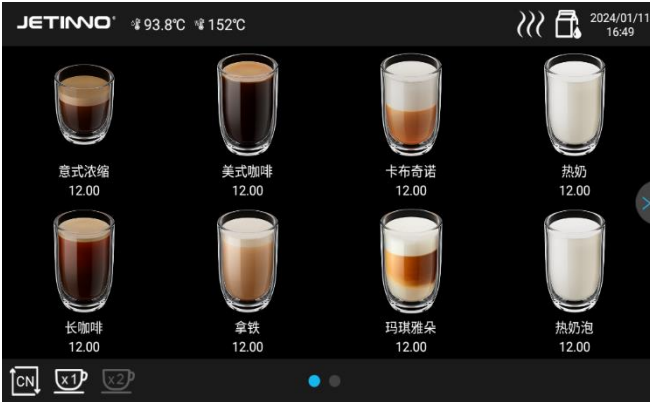 JETINNO 93.8℃ 152℃ 2024/01/11
16:49
意式浓缩 美式咖啡 卡布奇诺 热奶
12.00 12.00 12.00 12.00
长咖啡 拿铁 玛琪雅朵 热奶泡
12.00 12.00 12.00 12.00
CN x1 x2